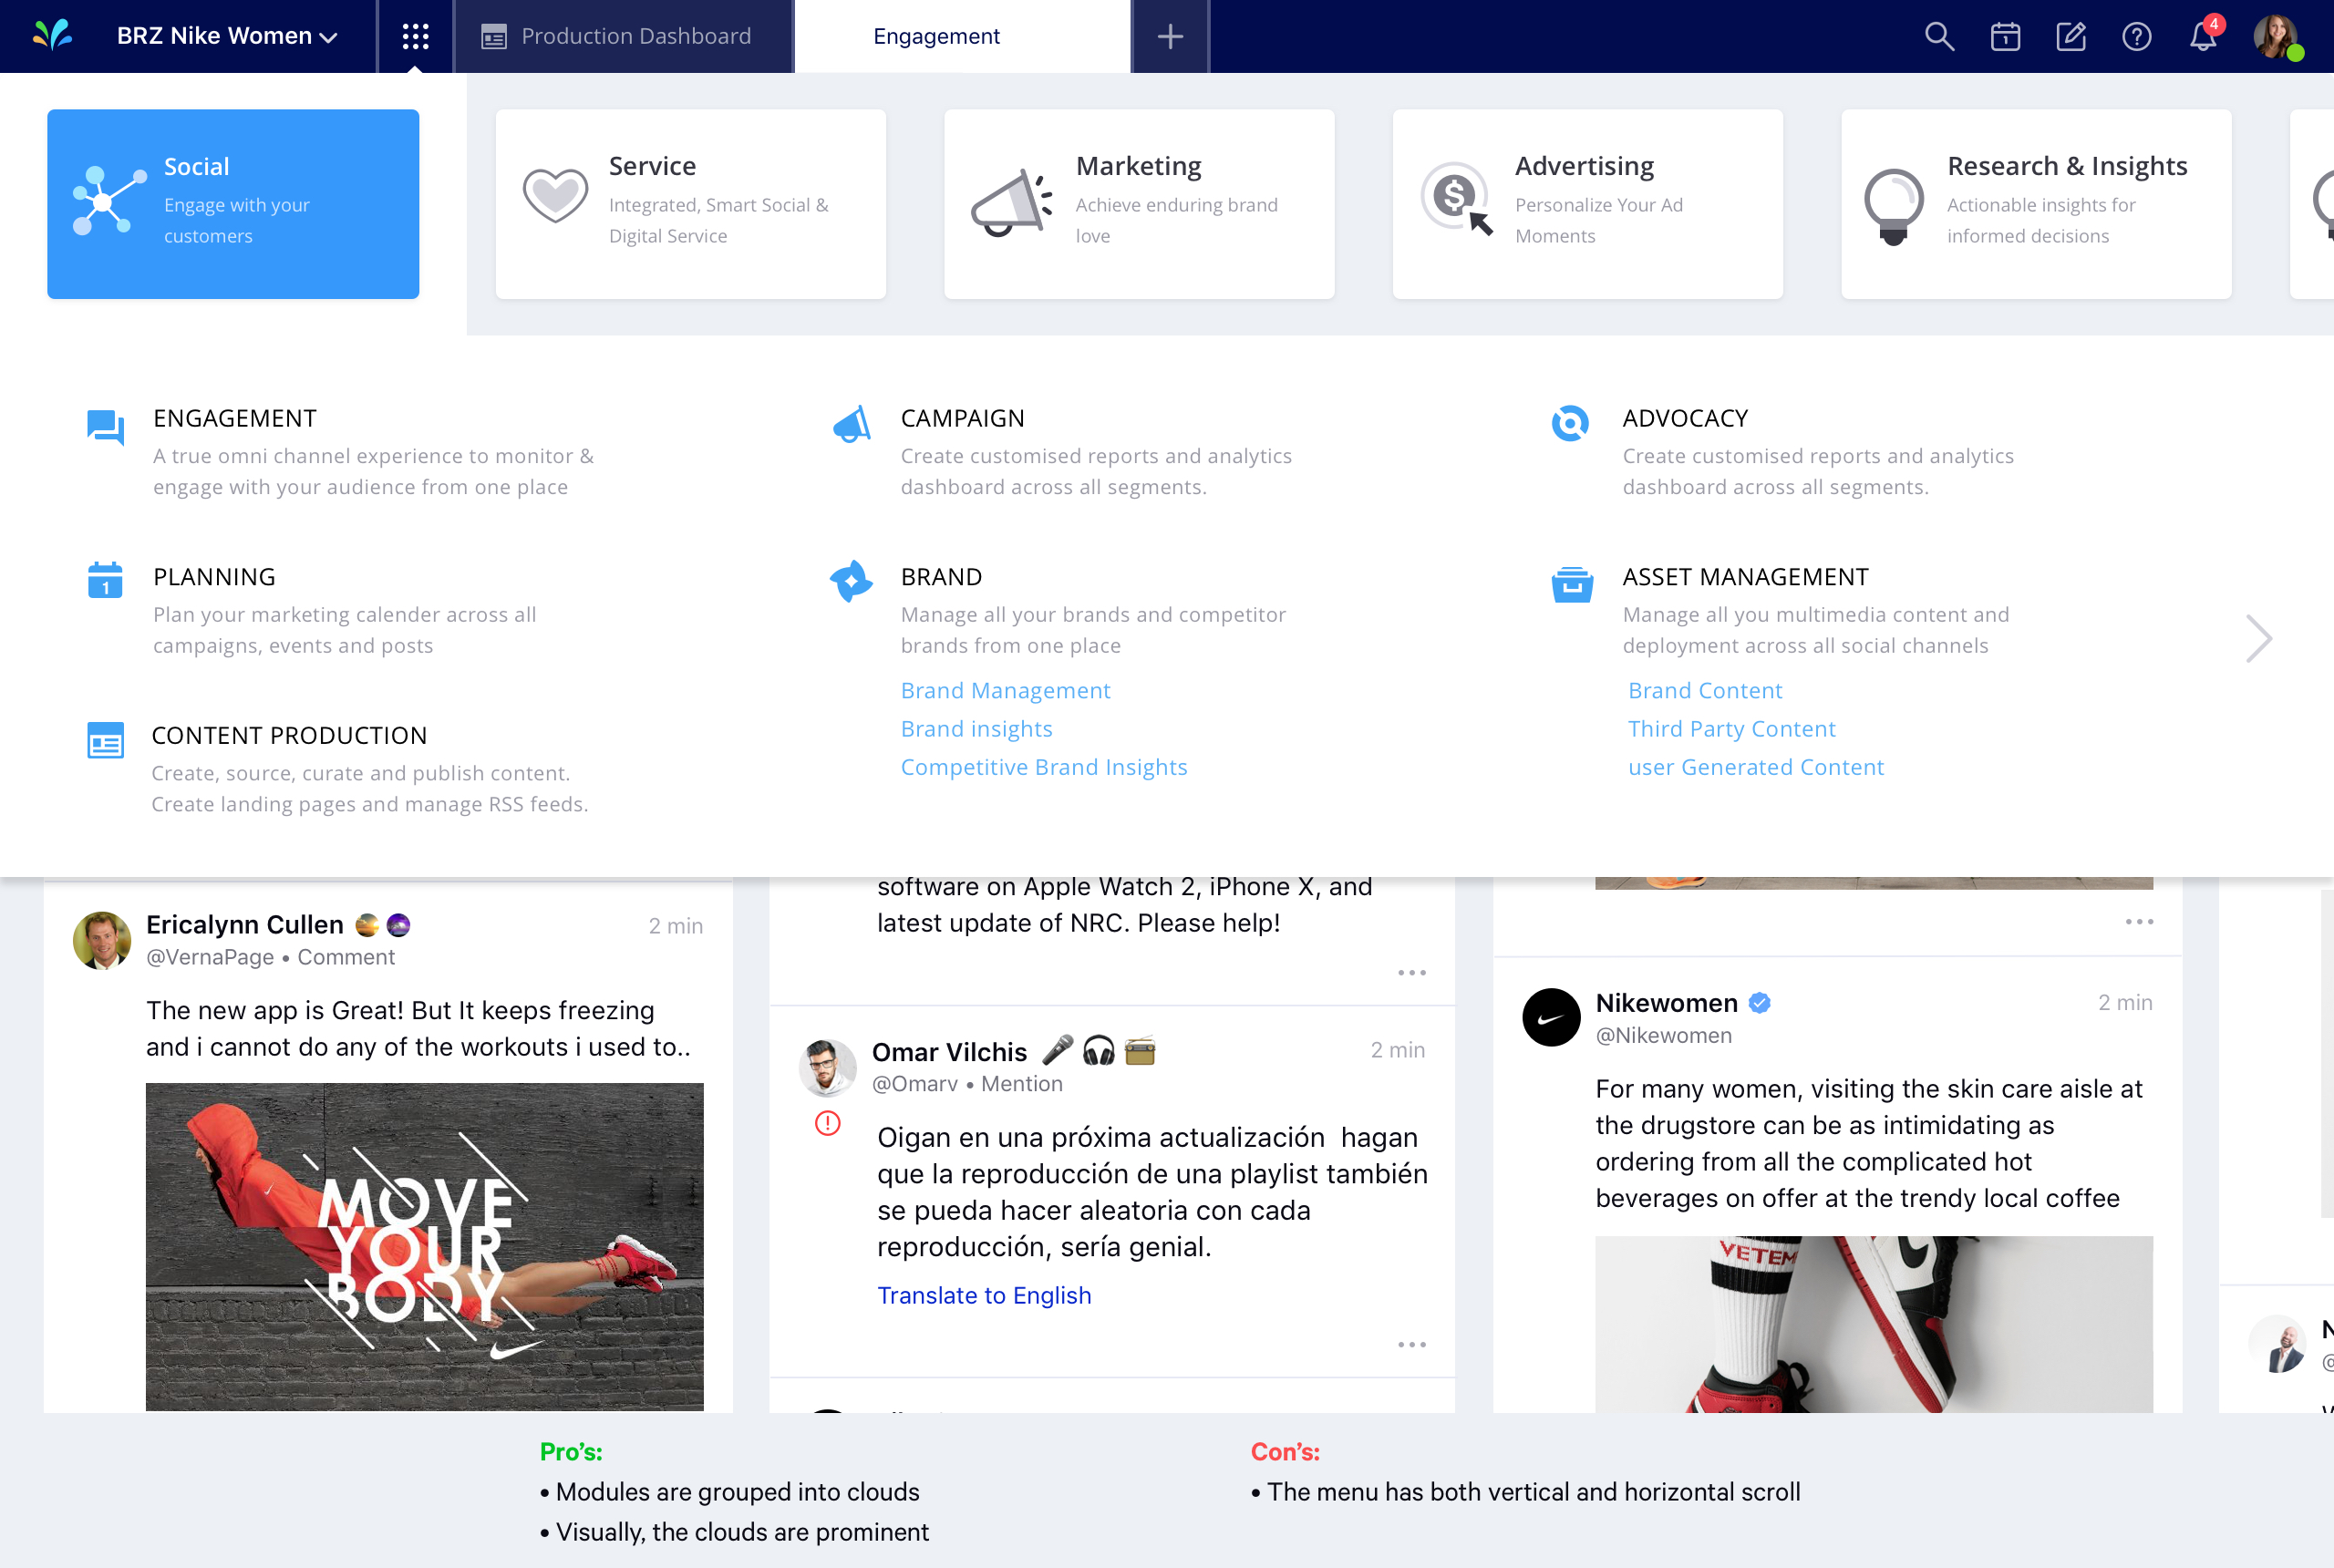 BRZ Nike Women
Production Dashboard
Engagement
1
4
Social
Engage with your
customers
Service
Integrated, Smart Social &
Digital Service
Marketing
Achieve enduring brand
love
$
Advertising
Personalize Your Ad
Moments
Research & Insights
Actionable insights for
informed decisions
ENGAGEMENT
A true omni channel experience to monitor &
engage with your audience from one place
CAMPAIGN
Create customised reports and analytics
dashboard across all segments.
ADVOCACY
Create customised reports and analytics
dashboard across all segments.
1
PLANNING
Plan your marketing calender across all
campaigns, events and posts
BRAND
Manage all your brands and competitor
brands from one place
Brand Management
Brand insights
Competitive Brand Insights
ASSET MANAGEMENT
Manage all you multimedia content and
deployment across all social channels
Brand Content
Third Party Content
user Generated Content
CONTENT PRODUCTION
Create, source, curate and publish content.
Create landing pages and manage RSS feeds.
Ericalynn Cullen
2 min
@VernaPage • Comment
The new app is Great! But It keeps freezing
and i cannot do any of the workouts i used to..
MOVE
YOUR
BODY
software on Apple Watch 2, iPhone X, and
latest update of NRC. Please help!
Omar Vilchis
2 min
@Omarv • Mention
Oigan en una próxima actualización  hagan
que la reproducción de una playlist también
se pueda hacer aleatoria con cada
reproducción, sería genial.
Translate to English
Nikewomen
2 min
@Nikewomen
For many women, visiting the skin care aisle at
the drugstore can be as intimidating as
ordering from all the complicated hot
beverages on offer at the trendy local coffee
VETEM
Pro's:
• Modules are grouped into clouds
• Visually, the clouds are prominent
Con's:
• The menu has both vertical and horizontal scroll